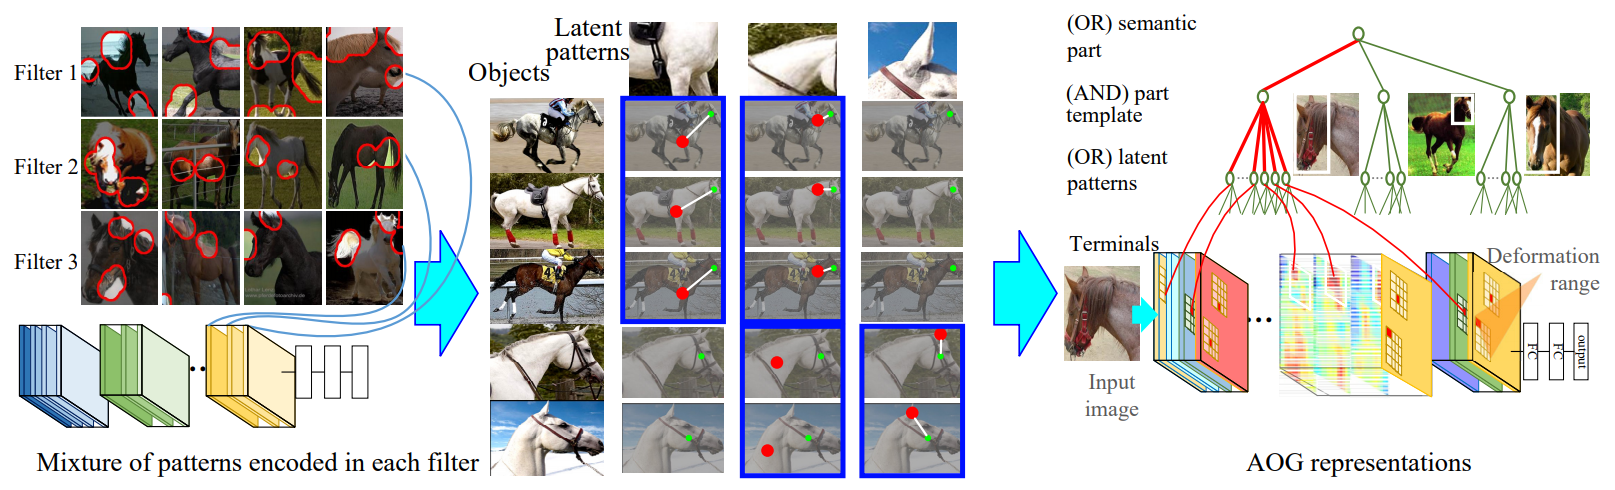 Filter 1
Filter 2
Filter 3
Mixture of patterns encoded in each filter
Latent
patterns
Objects
(OR) semantic
part
(AND) part
template
(OR) latent
patterns
Terminals
Input
image
Deformation
range
FC
FC
output
AOG representations